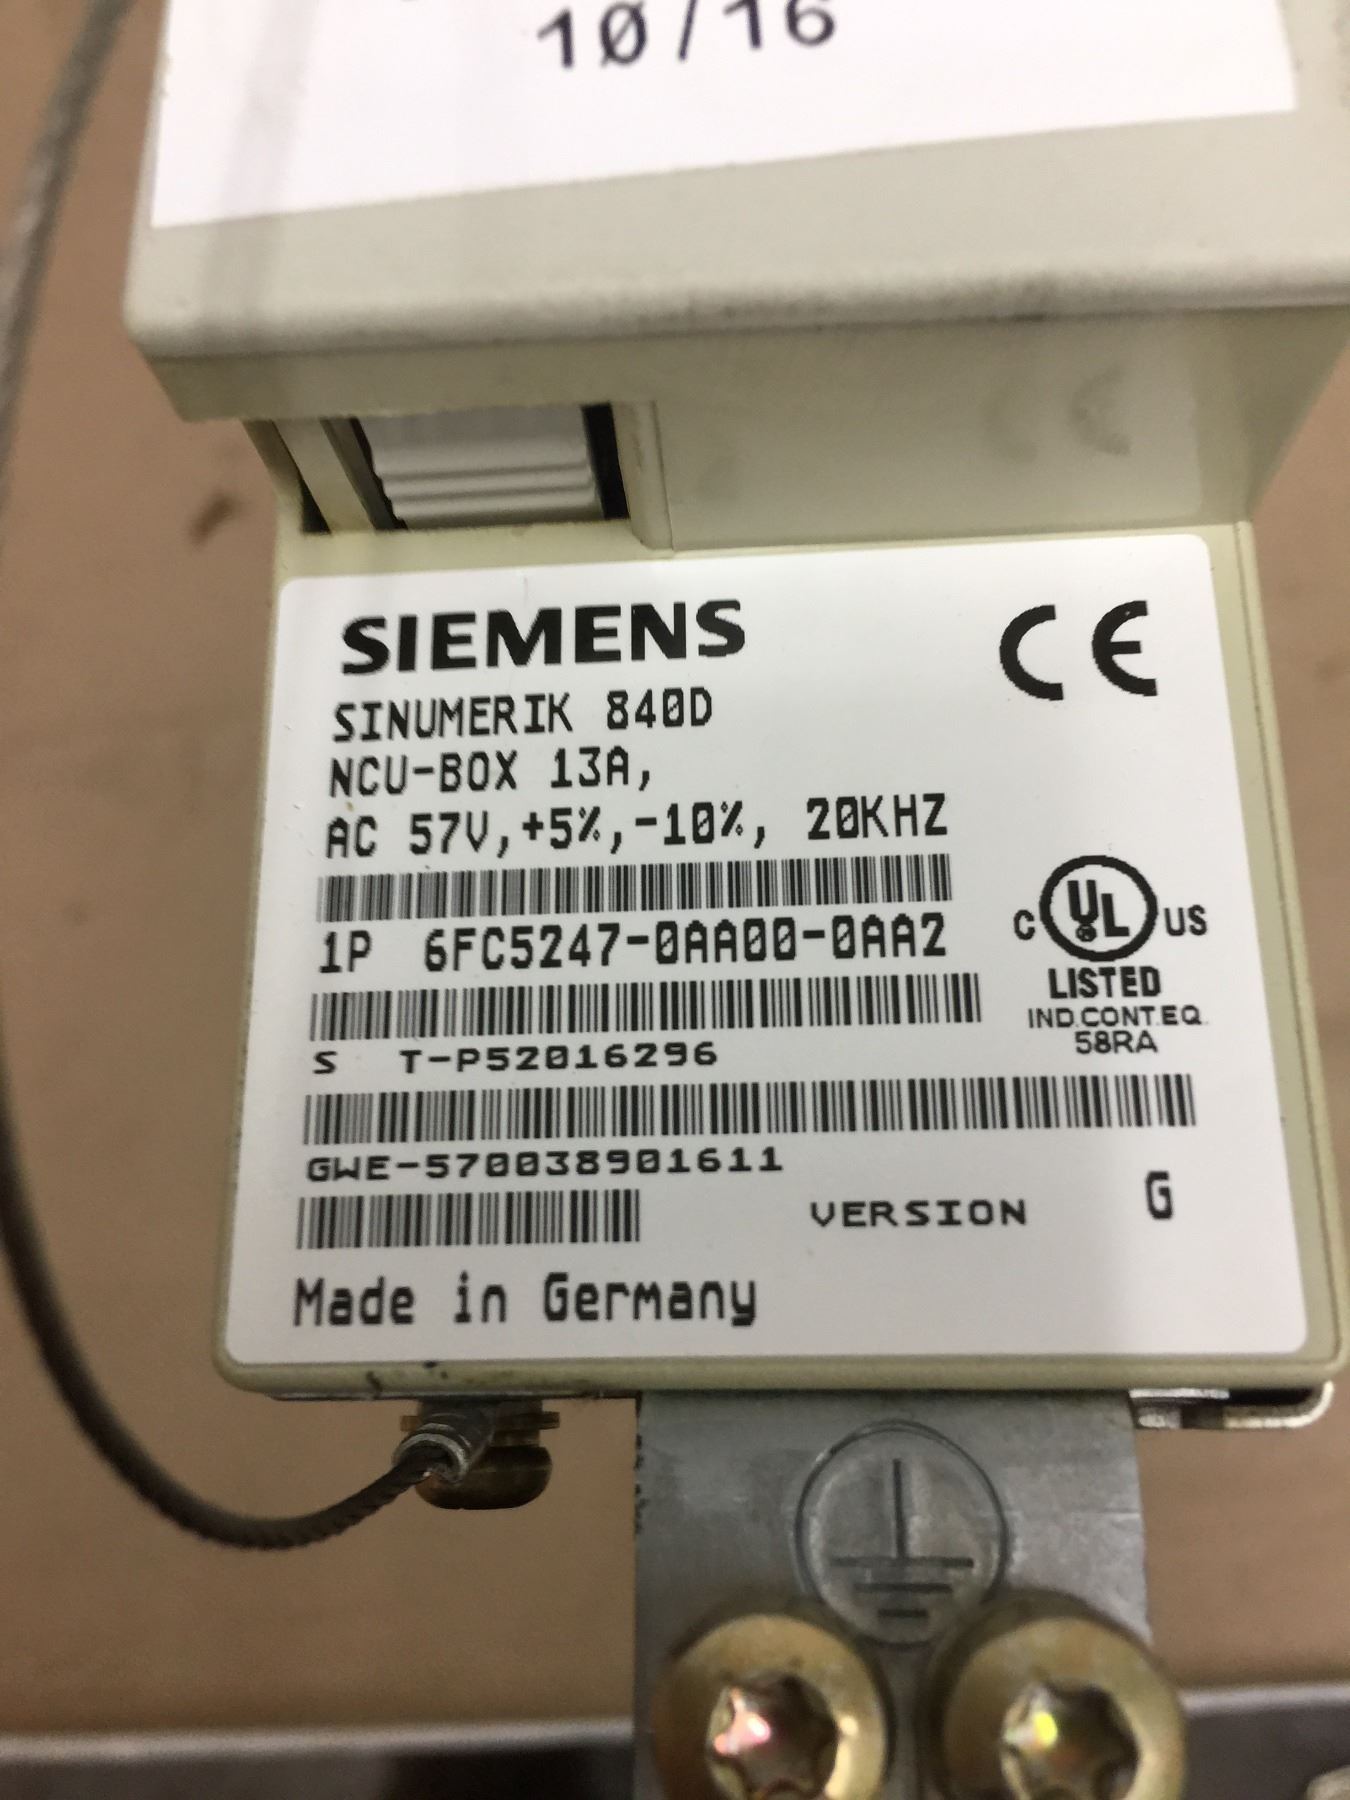 10/16
SIEMENS
CE
SINUMERIK 840D
NCU-BOX 13A,
AC 57V,+5%,-10%, 20KHZ
1P 6FC5247-0AA00-0AA2
C UL US
LISTED
IND.CONT.EQ.
58RA
S T-P52016296
GWE-570038901611
VERSION G
Made in Germany